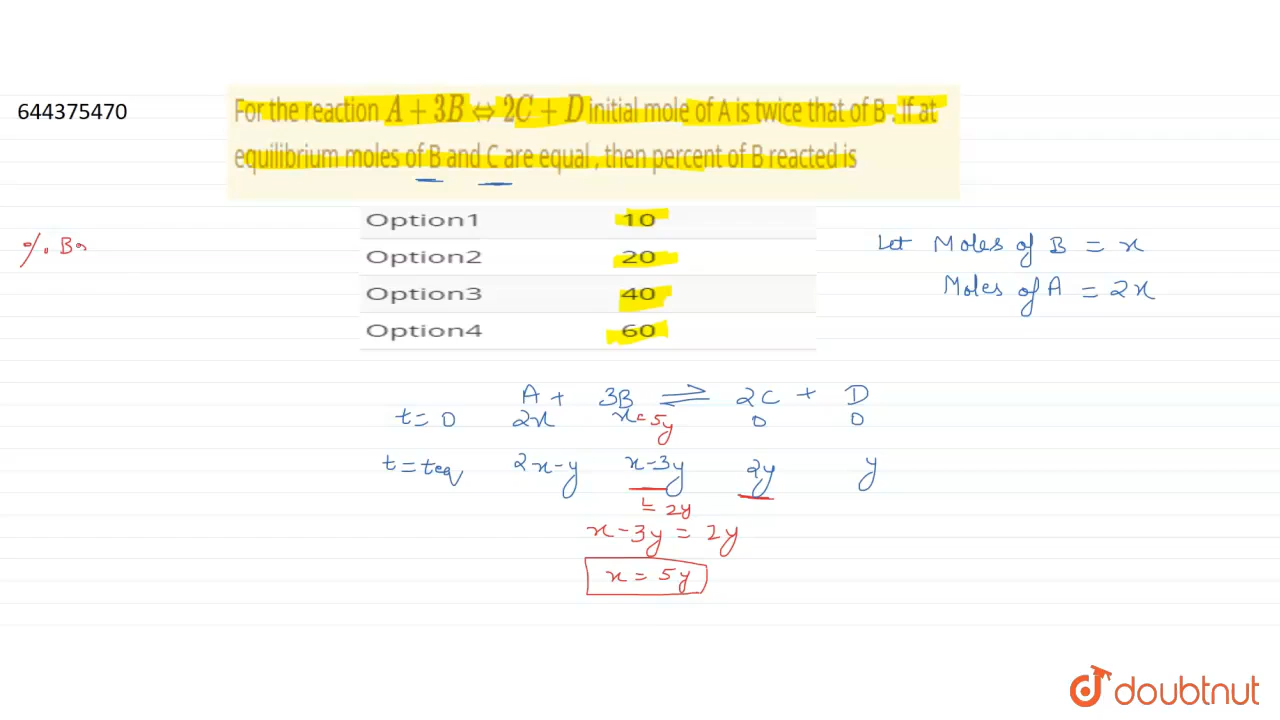 644375470
For the reaction A + 3B ⇔ 2C + D initial mole of A is twice that of B . If at
equilibrium moles of B and C are equal , then percent of B reacted is
Option1 10
Option2 20
Option3 40
Option4 60
%. B
Let Moles of B = x
Moles of A = 2x
A + 3B ⇌ 2C + D
t = 0 2x x = 5y 0 0
t = teq 2x-y x-3y 2y y
= 2y
x - 3y = 2y
x = 5y
doubtnut